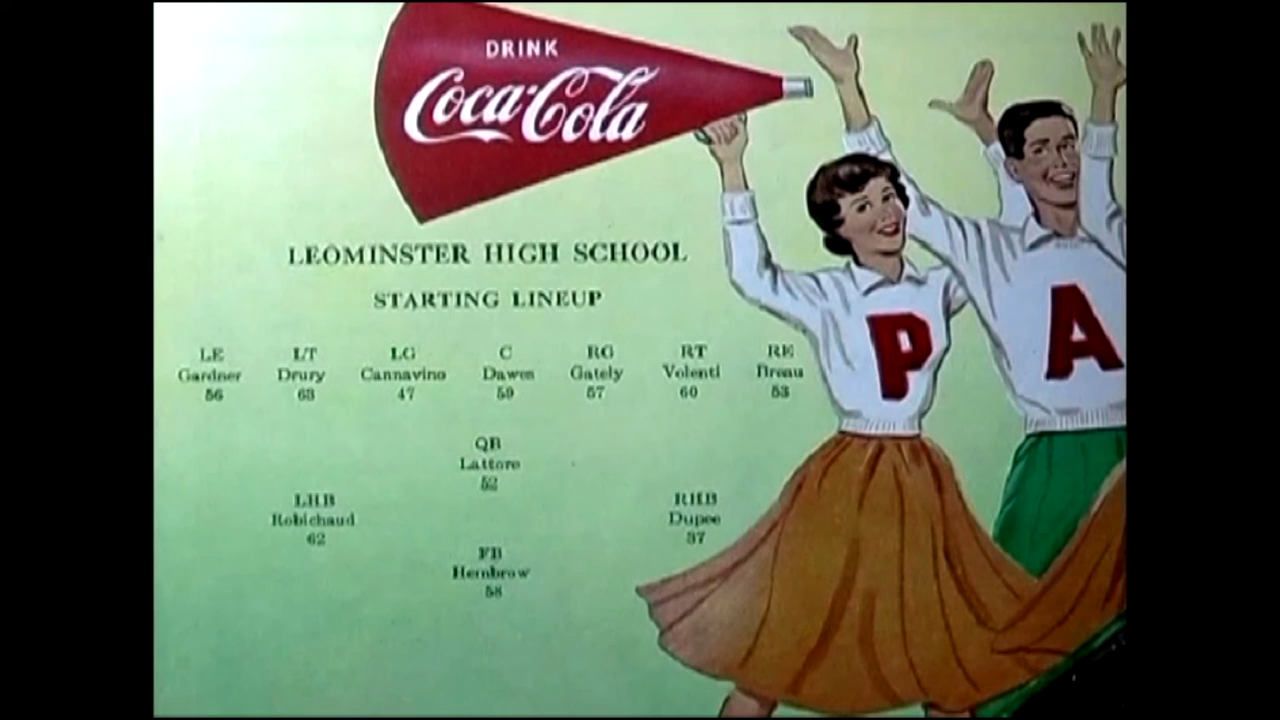 DRINK
Coca-Cola
LEOMINSTER HIGH SCHOOL
STARTING LINEUP
LE LT LG C RG RT RE
Gardner Drury Cannavino Dawes Gately Volenti Breau
56 63 47 59 57 60 53
QB
Lattore
52
LHB RHB
Robichaud Dupee
62 37
FB
Hembrow
58
P A